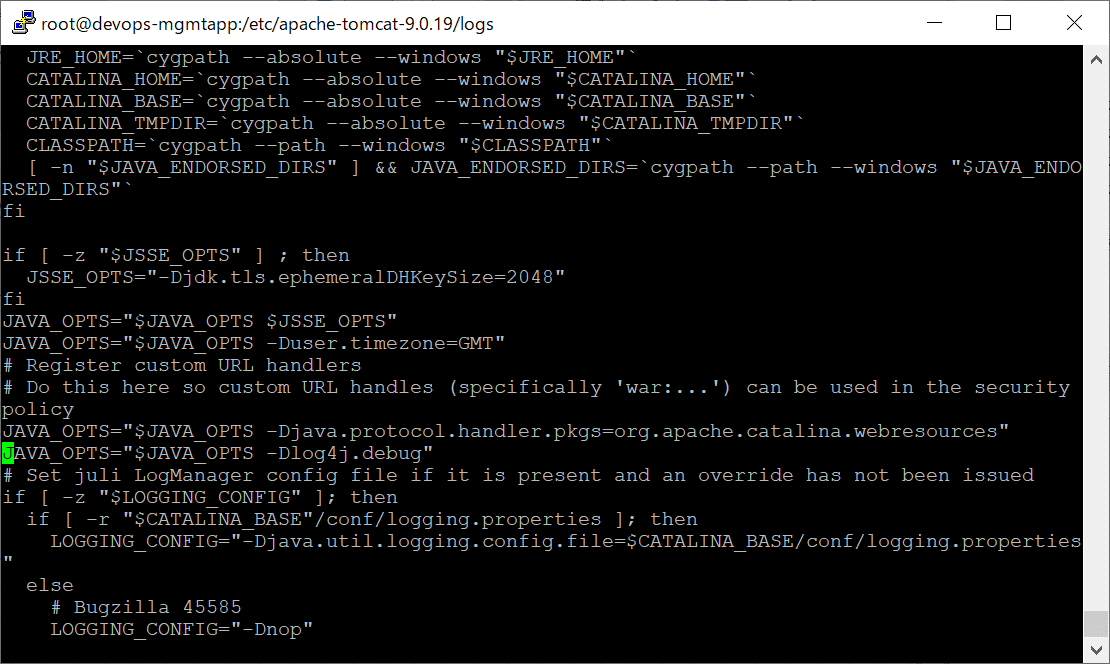 root@devops-mgmtapp:/etc/apache-tomcat-9.0.19/logs
  JRE_HOME=`cygpath --absolute --windows "$JRE_HOME"`
  CATALINA_HOME=`cygpath --absolute --windows "$CATALINA_HOME"`
  CATALINA_BASE=`cygpath --absolute --windows "$CATALINA_BASE"`
  CATALINA_TMPDIR=`cygpath --absolute --windows "$CATALINA_TMPDIR"`
  CLASSPATH=`cygpath --path --windows "$CLASSPATH"`
  [ -n "$JAVA_ENDORSED_DIRS" ] && JAVA_ENDORSED_DIRS=`cygpath --path --windows "$JAVA_ENDO
RSED_DIRS"`
fi

if [ -z "$JSSE_OPTS" ] ; then
  JSSE_OPTS="-Djdk.tls.ephemeralDHKeySize=2048"
fi
JAVA_OPTS="$JAVA_OPTS $JSSE_OPTS"
JAVA_OPTS="$JAVA_OPTS -Duser.timezone=GMT"
# Register custom URL handlers
# Do this here so custom URL handles (specifically 'war:...') can be used in the security
policy
JAVA_OPTS="$JAVA_OPTS -Djava.protocol.handler.pkgs=org.apache.catalina.webresources"
JAVA_OPTS="$JAVA_OPTS -Dlog4j.debug"
# Set juli LogManager config file if it is present and an override has not been issued
if [ -z "$LOGGING_CONFIG" ]; then
  if [ -r "$CATALINA_BASE"/conf/logging.properties ]; then
    LOGGING_CONFIG="-Djava.util.logging.config.file=$CATALINA_BASE/conf/logging.properties
"
  else
    # Bugzilla 45585
    LOGGING_CONFIG="-Dnop"